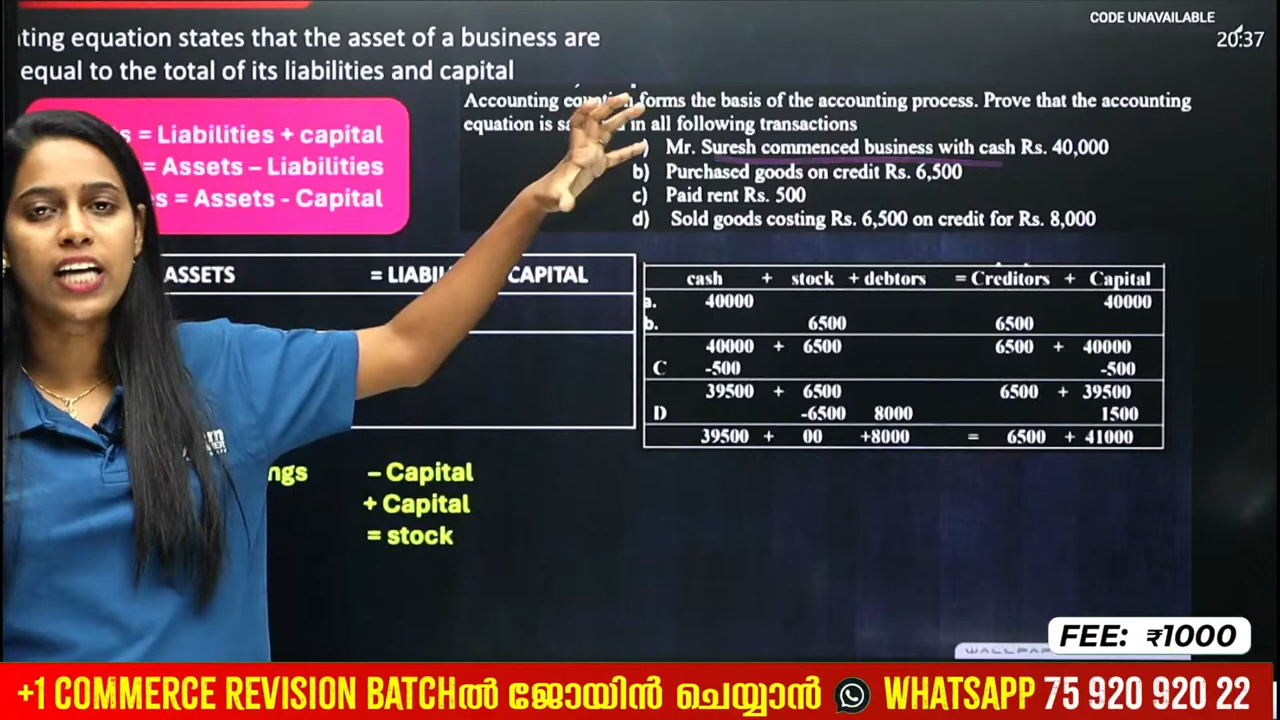 CODE UNAVAILABLE
20:37
ting equation states that the asset of a business are
equal to the total of its liabilities and capital
Accounting equation forms the basis of the accounting process. Prove that the accounting
equation is in all following transactions
Mr. Suresh commenced business with cash Rs. 40,000
b) Purchased goods on credit Rs. 6,500
c) Paid rent Rs. 500
d) Sold goods costing Rs. 6,500 on credit for Rs. 8,000
s = Liabilities + capital
= Assets – Liabilities
es = Assets - Capital
ASSETS = LIABIL CAPITAL
cash + stock + debtors = Creditors + Capital
a. 40000 40000
b. 6500 6500
40000 + 6500 6500 + 40000
C -500 -500
39500 + 6500 6500 + 39500
D -6500 8000 1500
39500 + 00 +8000 = 6500 + 41000
ngs – Capital
+ Capital
= stock
FEE: ₹1000
+1 COMMERCE REVISION BATCHൽ ജോയിൻ ചെയ്യാൻ WHATSAPP 75 920 920 22